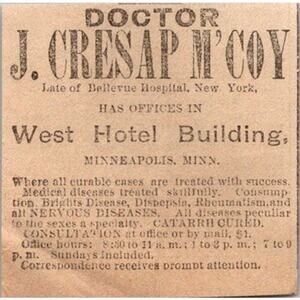 DOCTOR
J. CRESAP M'COY
Late of Bellevue Hospital, New York,
HAS OFFICES IN
West Hotel Building,
MINNEAPOLIS, MINN.
Where all curable cases are treated with success.
Medical diseases treated skillfully. Consump-
tion, Brights Disease, Dispepsia, Rheumatism, and
all NERVOUS DISEASES. All diseases peculiar
to the sexes a specialty. CATARRH CURED.
CONSULTATION at office or by mail, $1.
Office hours: 8:30 to 11 a. m.; 1 to 3 p. m.; 7 to 9
p. m. Sundays included.
Correspondence receives prompt attention.